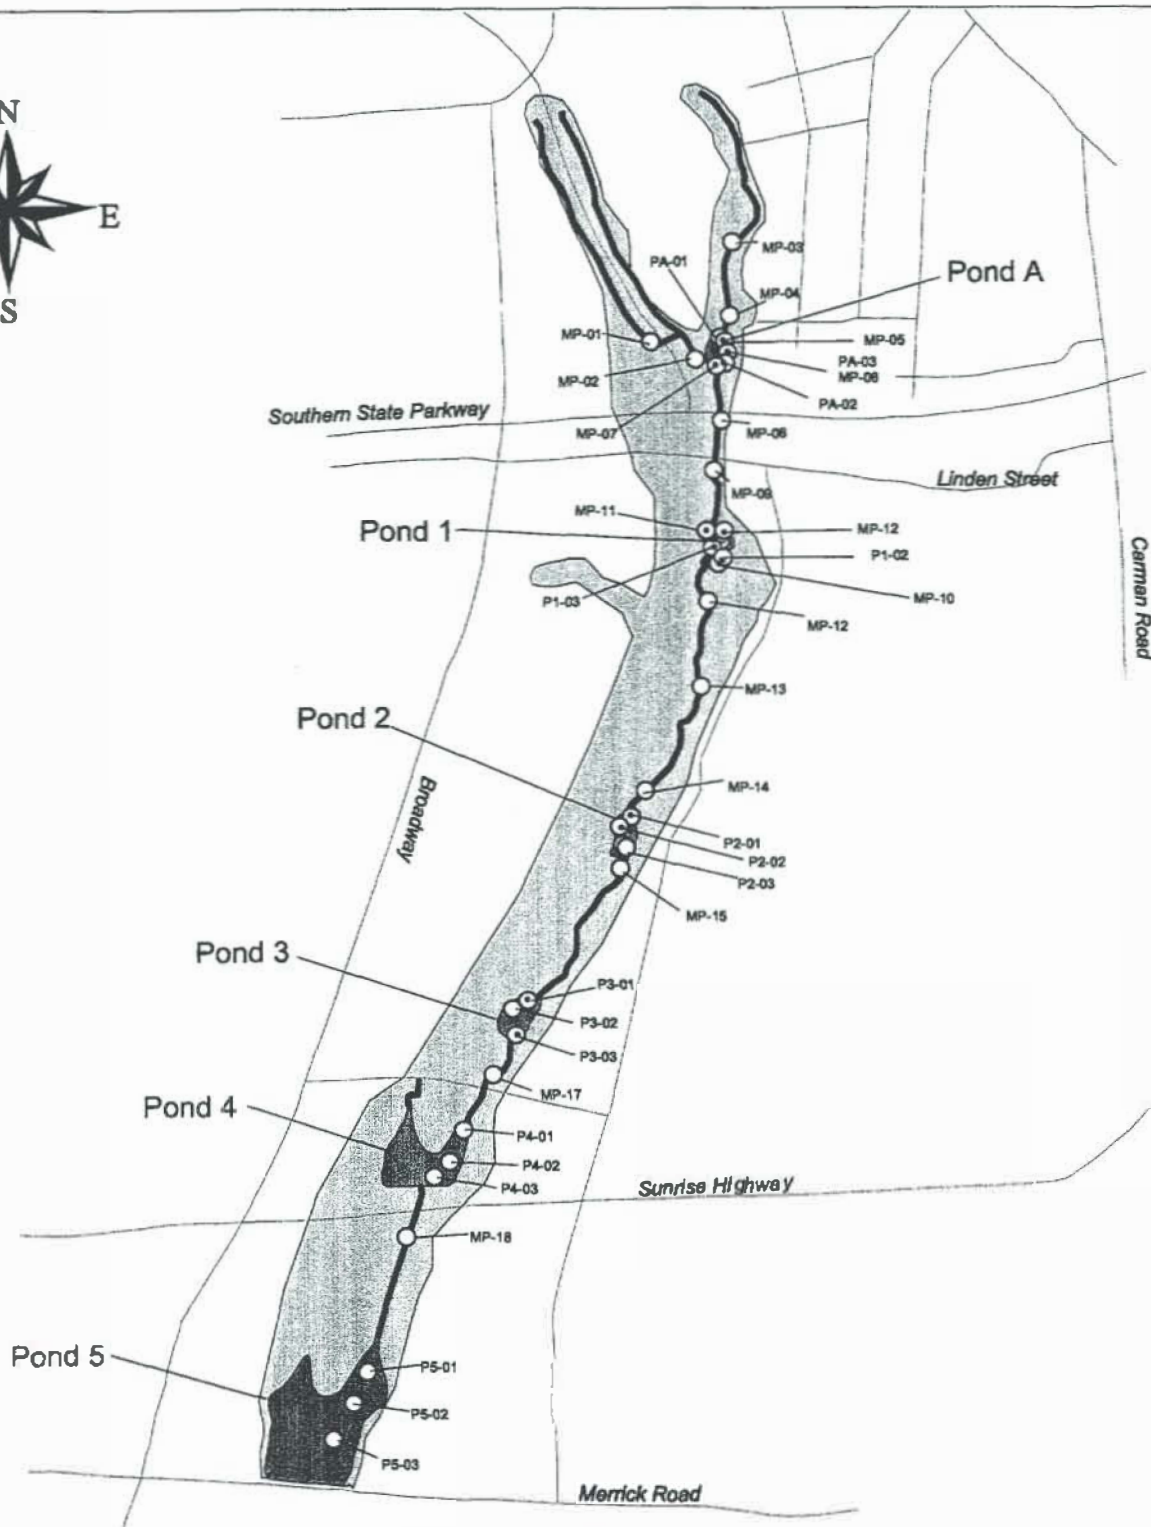 N
E
S
MP-03
PA-01
Pond A
MP-04
MP-01
MP-05
PA-03
MP-02
MP-06
PA-02
Southern State Parkway
MP-07
MP-06
Linden Street
MP-09
MP-11
Pond 1
MP-12
P1-02
Carman Road
P1-03
MP-10
MP-12
MP-13
Pond 2
Broadway
MP-14
P2-01
P2-02
P2-03
MP-15
Pond 3
P3-01
P3-02
P3-03
MP-17
Pond 4
P4-01
P4-02
P4-03
Sunrise Highway
MP-18
Pond 5
P5-01
P5-02
P5-03
Merrick Road